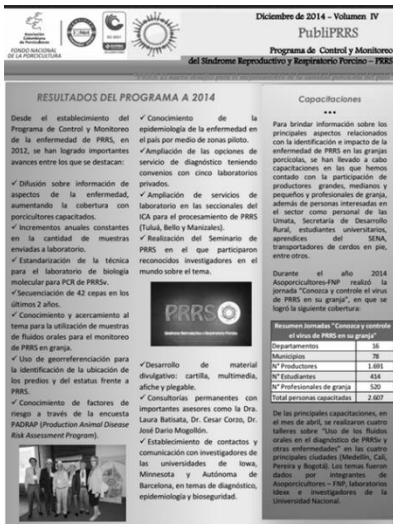 Asociación
Colombiana
de Porcicultores
FONDO NACIONAL
DE LA PORCICULTURA
Diciembre de 2014 – Volumen IV
PubliPRRS
Programa de Control y Monitoreo
del Síndrome Reproductivo y Respiratorio Porcino – PRRS
RESULTADOS DEL PROGRAMA A 2014
Desde el establecimiento del
Programa de Control y Monitoreo
de la enfermedad de PRRS, en
2012, se han logrado importantes
avances entre los que se destacan:
✓ Difusión sobre información de
aspectos de la enfermedad,
aumentando la cobertura con
porcicultores capacitados.
✓ Incrementos anuales constantes
en la cantidad de muestras
enviadas a laboratorio.
✓ Estandarización de la técnica
para el laboratorio de biología
molecular para PCR de PRRSv.
✓Secuenciación de 42 cepas en los
últimos 2 años.
✓ Conocimiento y acercamiento al
tema para la utilización de muestras
de fluidos orales para el monitoreo
de PRRS en granja.
✓ Uso de georreferenciación para
la identificación de la ubicación de
los predios y del estatus frente a
PRRS.
✓ Conocimiento de factores de
riesgo a través de la encuesta
PADRAP (Production Animal Disease
Risk Assessment Program).
✓ Conocimiento de la
epidemiología de la enfermedad en
el país por medio de zonas piloto.
✓Ampliación de las opciones de
servicio de diagnóstico teniendo
convenios con cinco laboratorios
privados.
✓ Ampliación de servicios de
laboratorio en las seccionales del
ICA para el procesamiento de PRRS
(Tuluá, Bello y Manizales).
✓ Realización del Seminario de
PRRS en el que participaron
reconocidos investigadores en el
mundo sobre el tema.
PRRS
Síndrome Reproductivo y Respiratorio Porcino
✓Desarrollo de material
divulgativo: cartilla, multimedia,
afiche y plegable.
✓ Consultorías permanentes con
importantes asesores como la Dra.
Laura Batista, Dr. Cesar Corzo, Dr.
José Darío Mogollón.
✓ Establecimiento de contactos y
comunicación con investigadores de
las universidades de Iowa,
Minnesota y Autónoma de
Barcelona, en temas de diagnóstico,
epidemiología y bioseguridad.
Capacitaciones
•••
Para brindar información sobre los
principales aspectos relacionados
con la identificación e impacto de la
enfermedad de PRRS en las granjas
porcícolas, se han llevado a cabo
capacitaciones en las que hemos
contado con la participación de
productores grandes, medianos y
pequeños y profesionales de granja,
además de personas interesadas en
el sector como personal de las
Umatas, Secretaría de Desarrollo
Rural, estudiantes universitarios,
aprendices del SENA,
transportadores de cerdos en pie,
entre otros.
Durante el año 2014
Asoporcicultores-FNP realizó la
jornada "Conozca y controle el virus
de PRRS en su granja", en que se
logró la siguiente cobertura:
Resumen Jornadas "Conozca y controle
el virus de PRRS en su granja"
Departamentos 16
Municipios 78
N° Productores 1.691
N° Estudiantes 414
N° Profesionales de granja 520
Total personas capacitadas 2.607
De las principales capacitaciones, en
el mes de abril, se realizaron cuatro
talleres sobre "Uso de los fluidos
orales en el diagnóstico de PRRSv y
otras enfermedades" en las cuatro
principales ciudades (Medellín, Cali,
Pereira y Bogotá). Los temas fueron
dados por integrantes de
Asoporcicultores – FNP, laboratorios
Idexx e investigadores de la
Universidad Nacional.